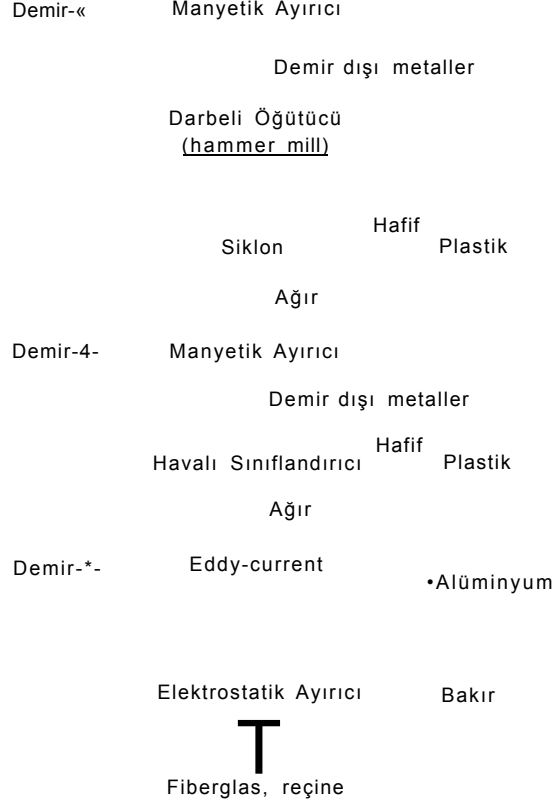 Demir-« Manyetik Ayırıcı
Demir dışı metaller
Darbeli Öğütücü
(hammer mill)
Hafif
Siklon Plastik
Ağır
Demir-4- Manyetik Ayırıcı
Demir dışı metaller
Hafif
Havalı Sınıflandırıcı Plastik
Ağır
Demir-*- Eddy-current
•Alüminyum
Elektrostatik Ayırıcı Bakır
T
Fiberglas, reçine